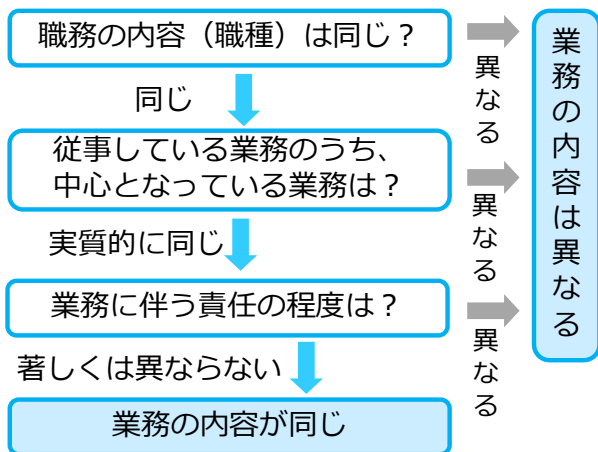 職務の内容（職種）は同じ？
異なる
同じ
従事している業務のうち、
中心となっている業務は？
異なる
実質的に同じ
業務に伴う責任の程度は？
異なる
著しくは異ならない
業務の内容が同じ
業務の内容は異なる